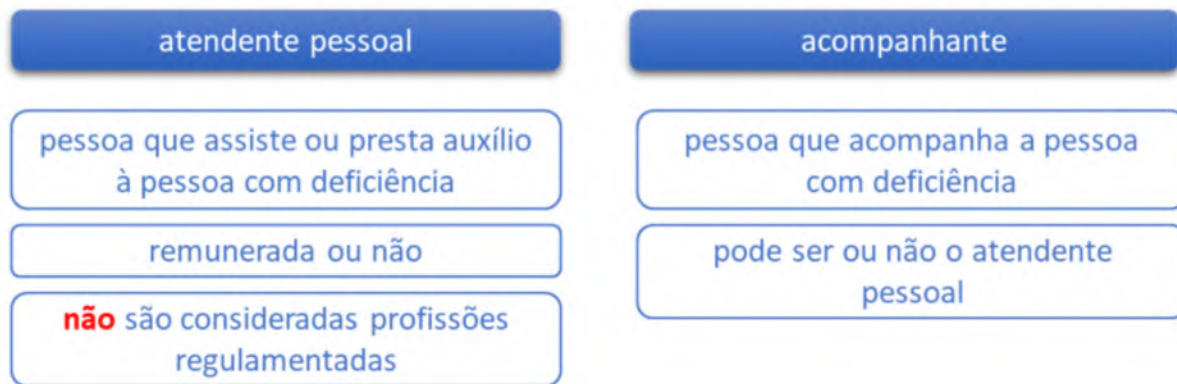 atendente pessoal
pessoa que assiste ou presta auxílio
à pessoa com deficiência
remunerada ou não
não são consideradas profissões
regulamentadas
acompanhante
pessoa que acompanha a pessoa
com deficiência
pode ser ou não o atendente
pessoal